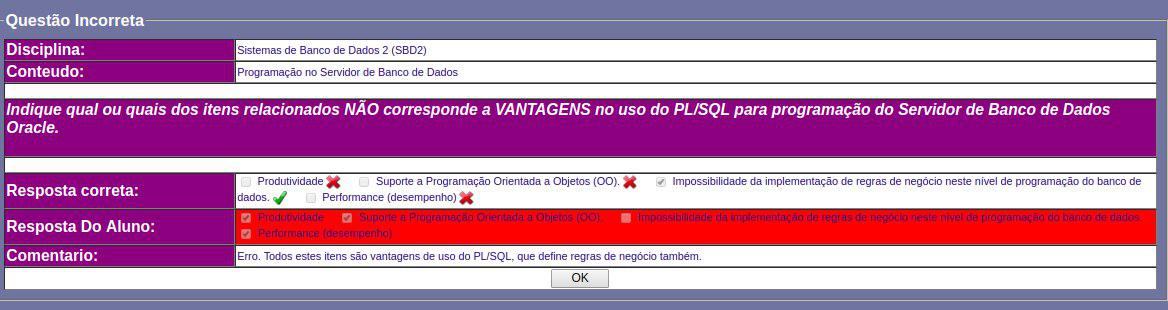 Questão Incorreta
Disciplina: Sistemas de Banco de Dados 2 (SBD2)
Conteudo: Programação no Servidor de Banco de Dados
Indique qual ou quais dos itens relacionados NÃO corresponde a VANTAGENS no uso do PL/SQL para programação do Servidor de Banco de Dados
Oracle.
Resposta correta: Produtividade Suporte a Programação Orientada a Objetos (OO). Impossibilidade da implementação de regras de negócio neste nível de programação do banco de
dados. Performance (desempenho)
Resposta Do Aluno: Produtividade Suporte a Programação Orientada a Objetos (OO). Impossibilidade da implementação de regras de negócio neste nível de programação do banco de dados.
Performance (desempenho)
Comentario: Erro. Todos estes itens são vantagens de uso do PL/SQL, que define regras de negócio também.
OK